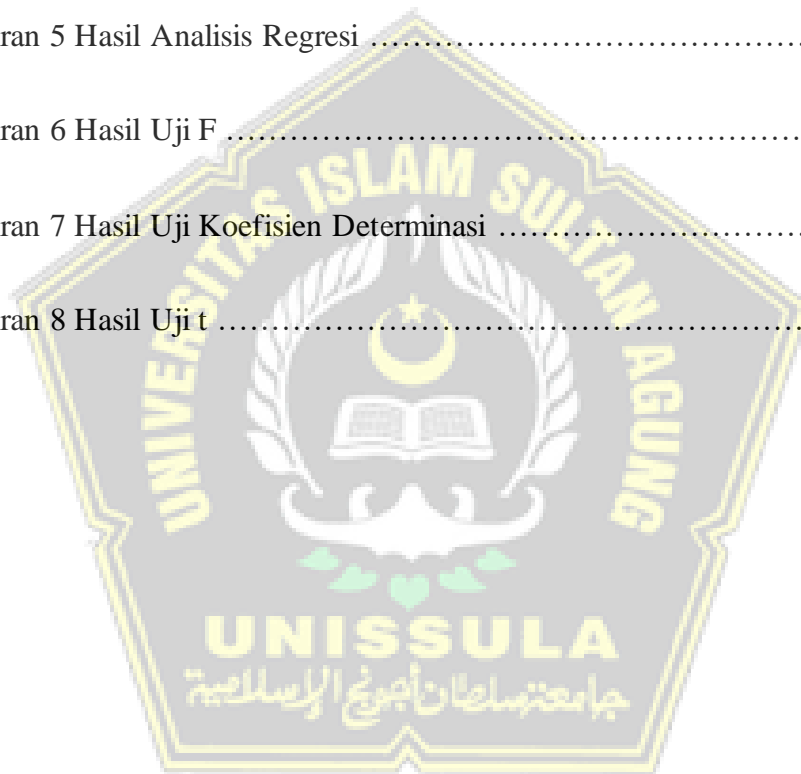 ran 5 Hasil Analisis Regresi ……………………………………
ran 6 Hasil Uji F ……………………………………………………
ran 7 Hasil Uji Koefisien Determinasi …………………………
ran 8 Hasil Uji t ……………………………………………………
UNIVERSITAS ISLAM SULTAN AGUNG
UNISSULA
جامعة سلطان أجونج الإسلامية